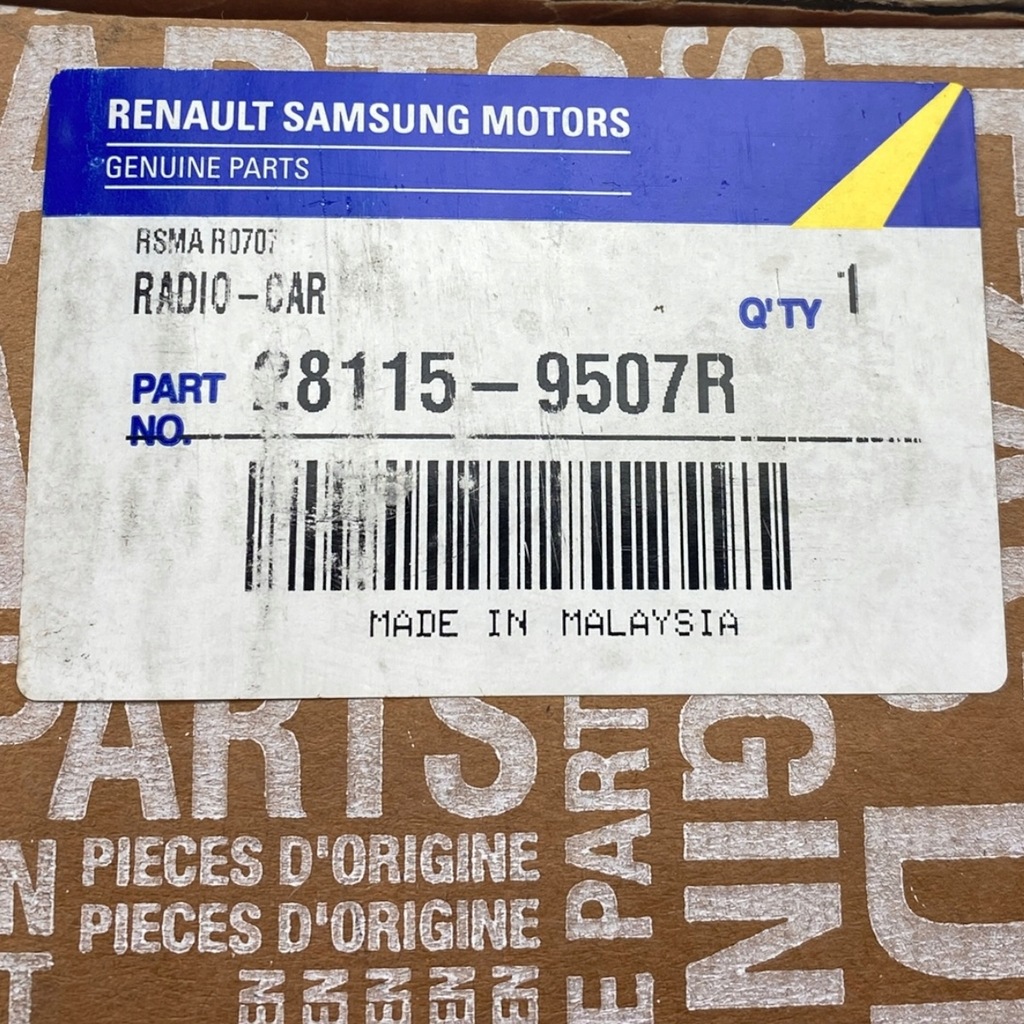 RENAULT SAMSUNG MOTORS
GENUINE PARTS
RSMA R0707
RADIO-CAR
Q'TY 1
PART NO. 28115-9507R
MADE IN MALAYSIA
PARTS
PIECES D'ORIGINE
PIECES D'ORIGINE
PART